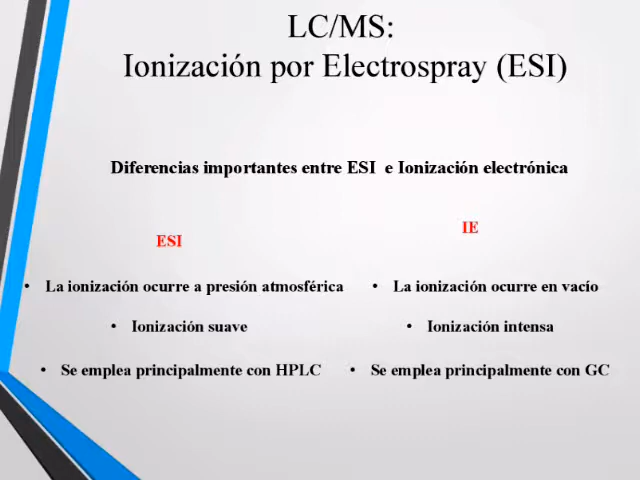 LC/MS:
Ionización por Electrospray (ESI)
Diferencias importantes entre ESI e Ionización electrónica
ESI
• La ionización ocurre a presión atmosférica
• Ionización suave
• Se emplea principalmente con HPLC
IE
• La ionización ocurre en vacío
• Ionización intensa
• Se emplea principalmente con GC